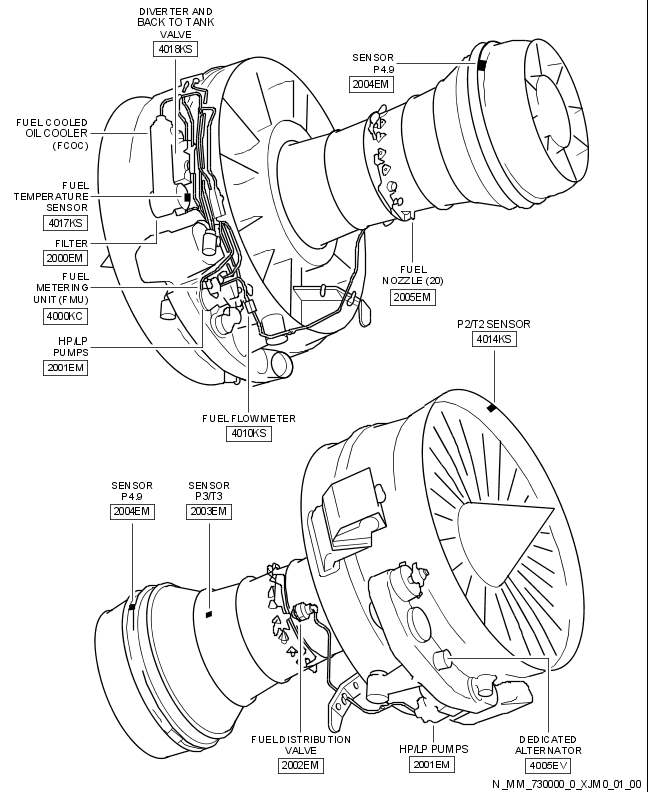 DIVERTER AND
BACK TO TANK
VALVE
4018KS
SENSOR
P4.9
2004EM
FUEL COOLED
OIL COOLER
(FCOC)
FUEL
TEMPERATURE
SENSOR
4017KS
FILTER
2000EM
FUEL
METERING
UNIT (FMU)
4000KC
HP/LP
PUMPS
2001EM
FUEL
NOZZLE (20)
2005EM
FUEL FLOWMETER
4010KS
P2/T2 SENSOR
4014KS
SENSOR
P4.9
2004EM
SENSOR
P3/T3
2003EM
FUEL DISTRIBUTION
VALVE
2002EM
HP/LP PUMPS
2001EM
DEDICATED
ALTERNATOR
4005EV
N_MM_730000_0_XJM0_01_00